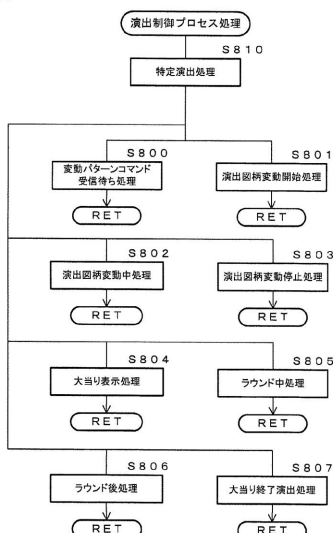 演出制御プロセス処理
S810
特定演出処理
S800
変動パターンコマンド
受信待ち処理
RET
S801
演出図柄変動開始処理
RET
S802
演出図柄変動中処理
RET
S803
演出図柄変動停止処理
RET
S804
大当り表示処理
RET
S805
ラウンド中処理
RET
S806
ラウンド後処理
RET
S807
大当り終了演出処理
RET